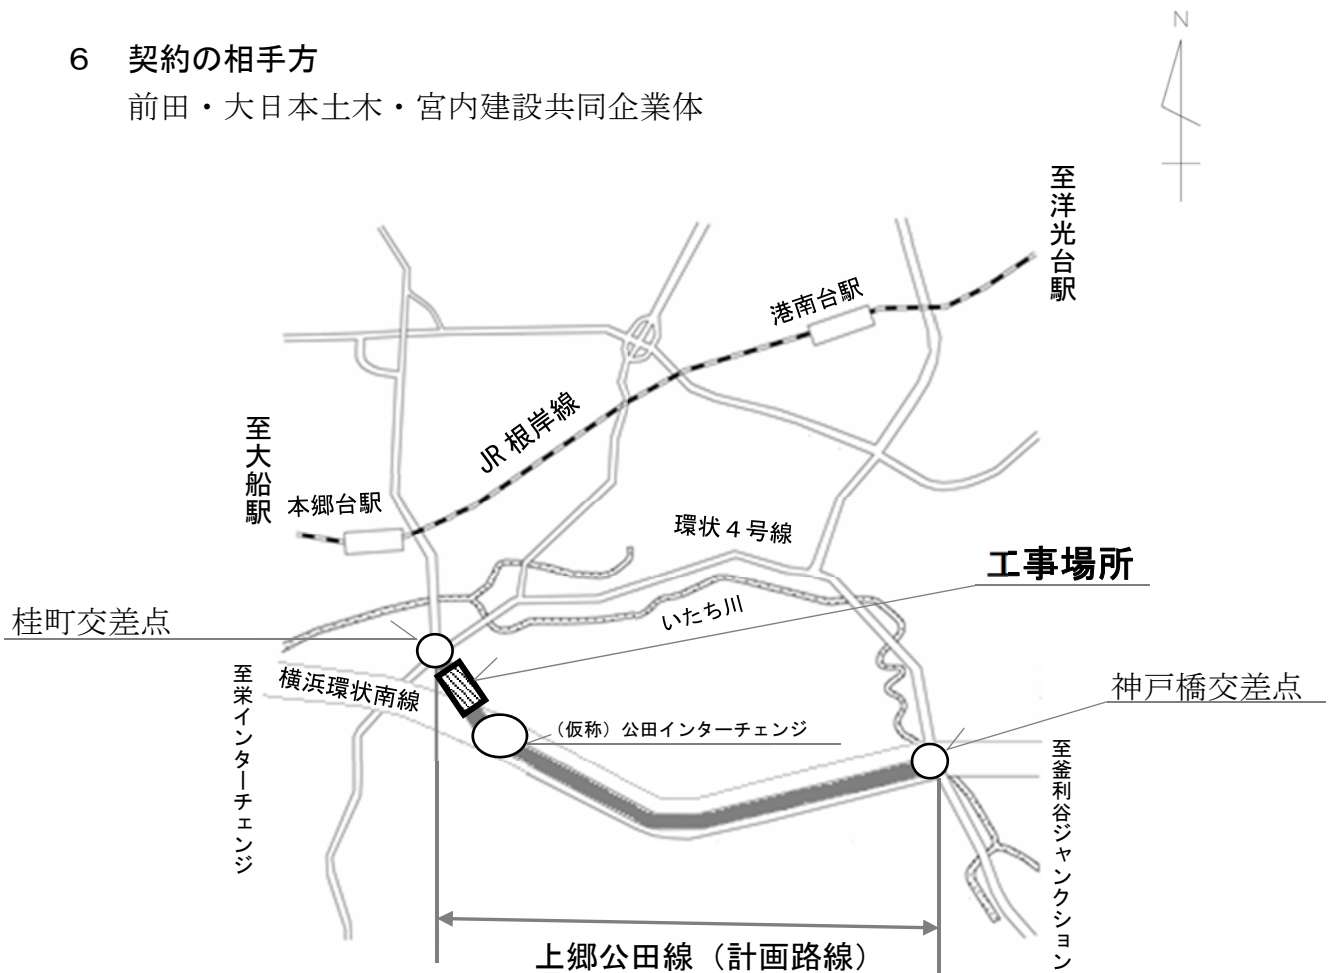 N
６　契約の相手方
前田・大日本土木・宮内建設共同企業体
至洋光台駅
港南台駅
JR 根岸線
至大船駅
本郷台駅
環状４号線
工事場所
いたち川
桂町交差点
至栄インターチェンジ
横浜環状南線
神戸橋交差点
（仮称）公田インターチェンジ
至釜利谷ジャンクション
上郷公田線（計画路線）